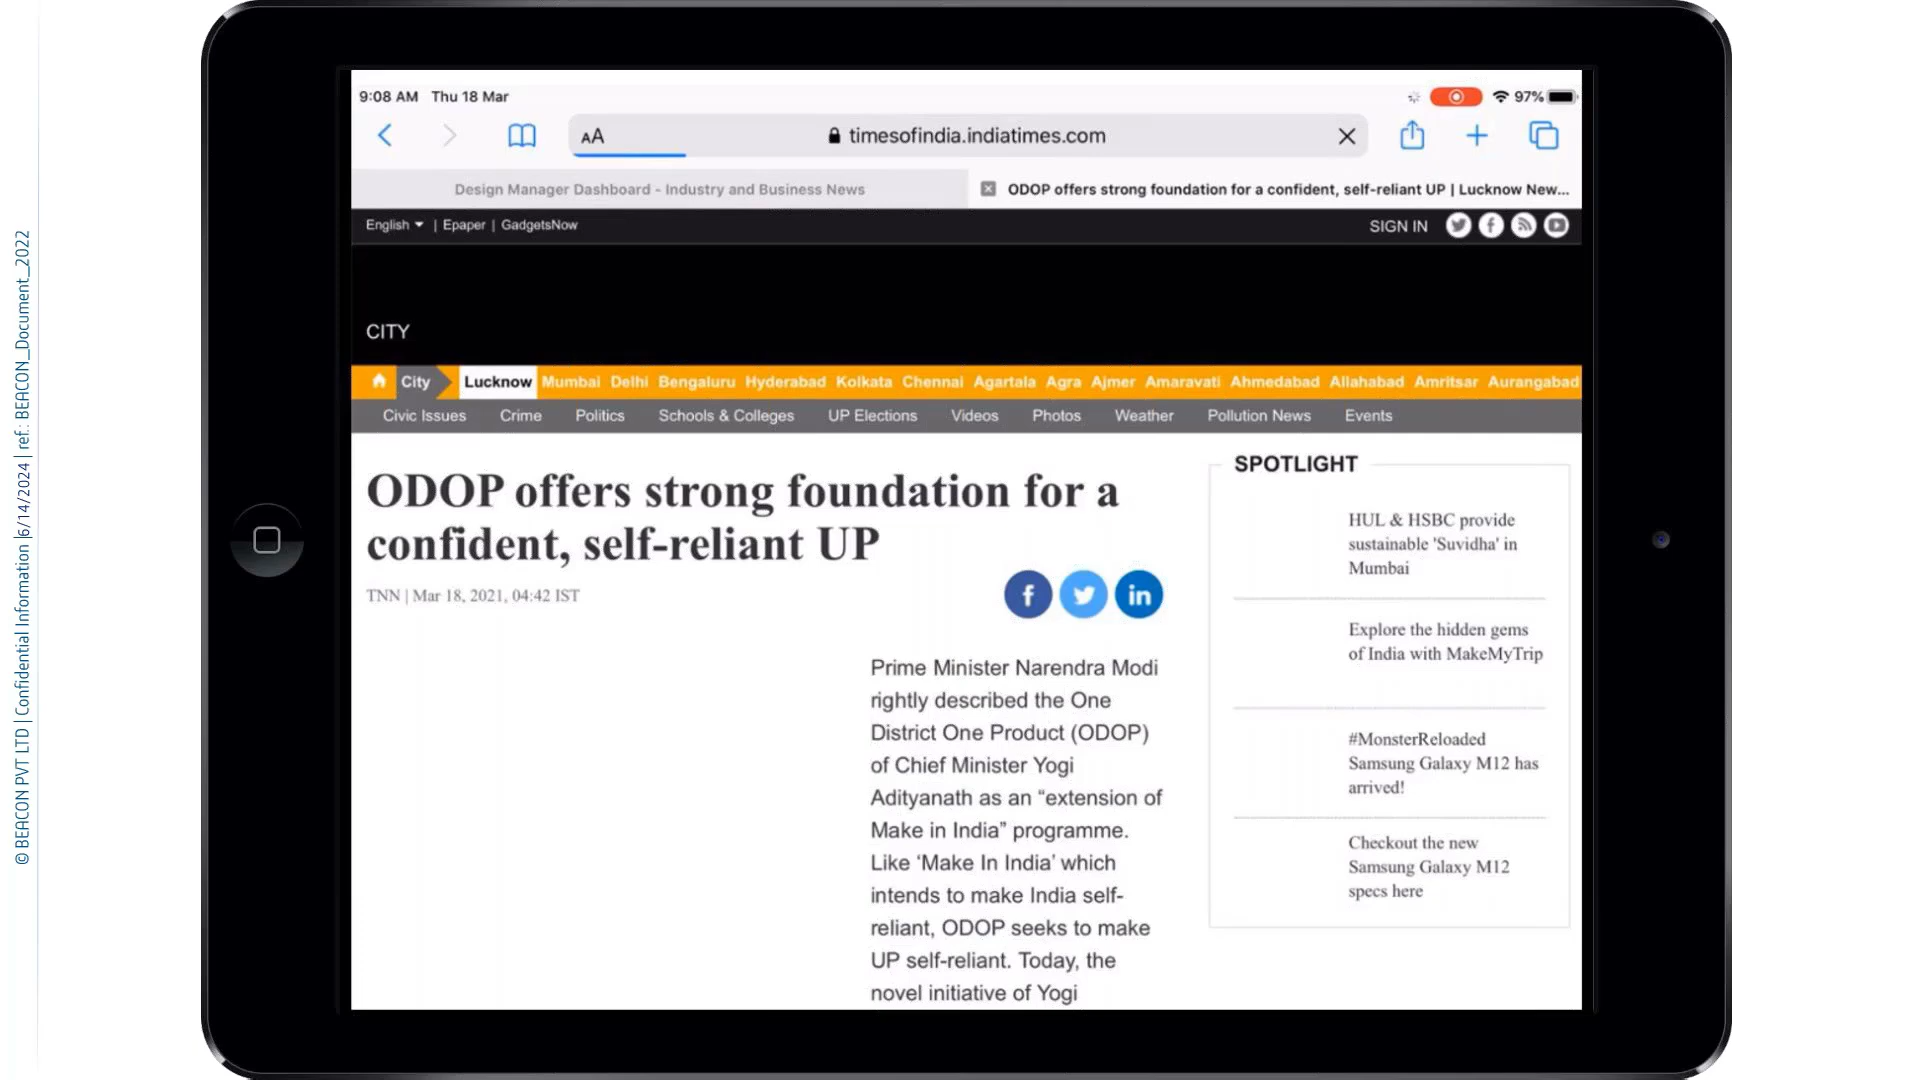 © BEACON PVT LTD | Confidential Information |6/14/2024 | ref.: BEACON_Document_2022
9:08 AM Thu 18 Mar
97%
AA timesofindia.indiatimes.com
Design Manager Dashboard - Industry and Business News
ODOP offers strong foundation for a confident, self-reliant UP | Lucknow New...
English | Epaper | GadgetsNow
SIGN IN
CITY
City Lucknow Mumbai Delhi Bengaluru Hyderabad Kolkata Chennai Agartala Agra Ajmer Amaravati Ahmedabad Allahabad Amritsar Aurangabad
Civic Issues Crime Politics Schools & Colleges UP Elections Videos Photos Weather Pollution News Events
ODOP offers strong foundation for a
confident, self-reliant UP
TNN | Mar 18, 2021, 04:42 IST
f in
Prime Minister Narendra Modi
rightly described the One
District One Product (ODOP)
of Chief Minister Yogi
Adityanath as an “extension of
Make in India” programme.
Like ‘Make In India’ which
intends to make India self-
reliant, ODOP seeks to make
UP self-reliant. Today, the
novel initiative of Yogi
SPOTLIGHT
HUL & HSBC provide
sustainable 'Suvidha' in
Mumbai
Explore the hidden gems
of India with MakeMyTrip
#MonsterReloaded
Samsung Galaxy M12 has
arrived!
Checkout the new
Samsung Galaxy M12
specs here